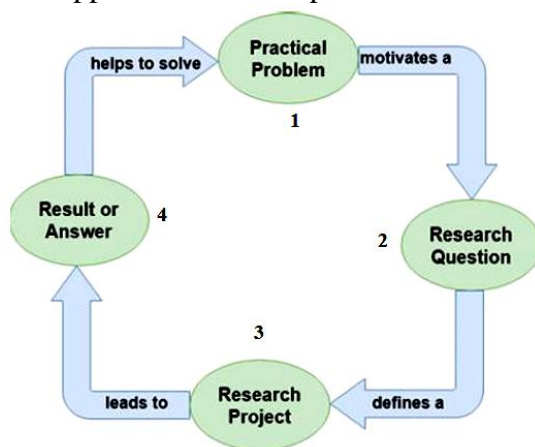 Practical
Problem
1
motivates a
Research
Question
2
defines a
Research
Project
3
leads to
Result or
Answer
4
helps to solve